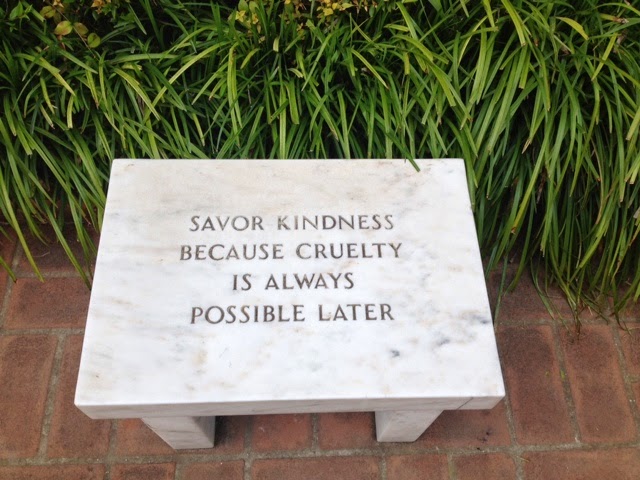 SAVOR KINDNESS
BECAUSE CRUELTY
IS ALWAYS
POSSIBLE LATER